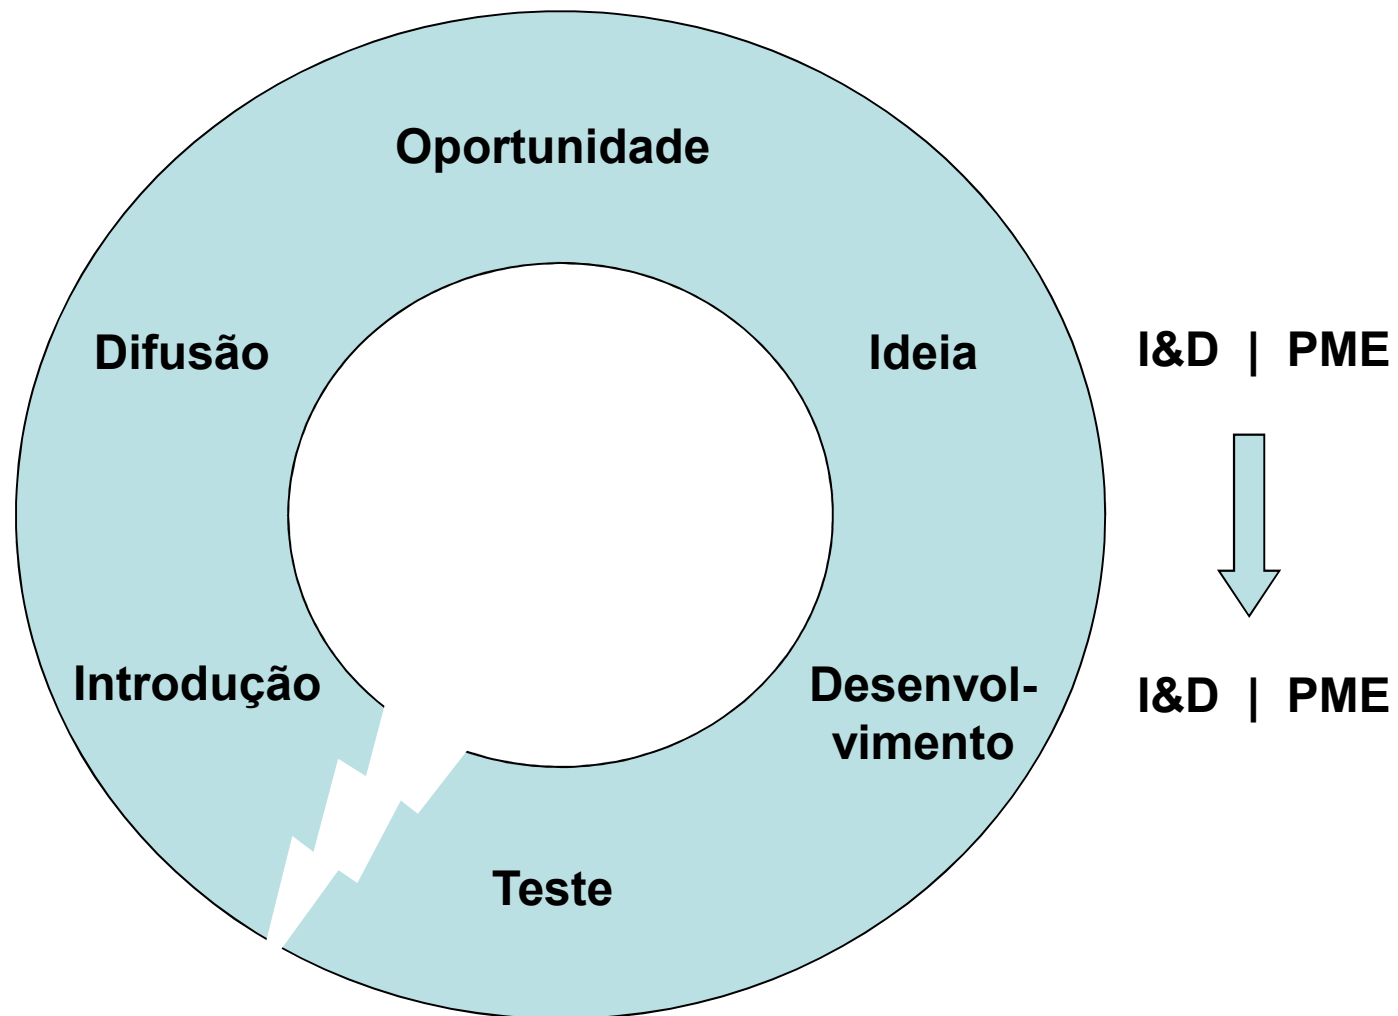 Oportunidade
Difusão
Ideia
I&D | PME
Introdução
Desenvol-
vimento
I&D | PME
Teste